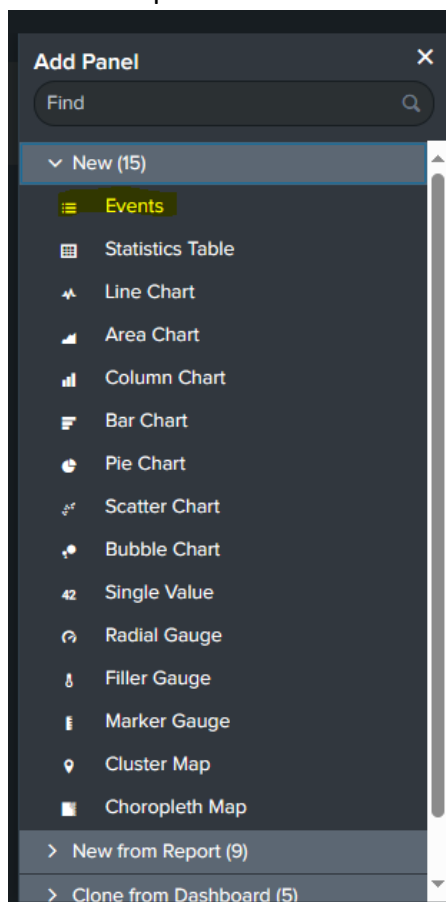 Add Panel
Find
New (15)
Events
Statistics Table
Line Chart
Area Chart
Column Chart
Bar Chart
Pie Chart
Scatter Chart
Bubble Chart
42 Single Value
Radial Gauge
Filler Gauge
Marker Gauge
Cluster Map
Choropleth Map
New from Report (9)
Clone from Dashboard (5)